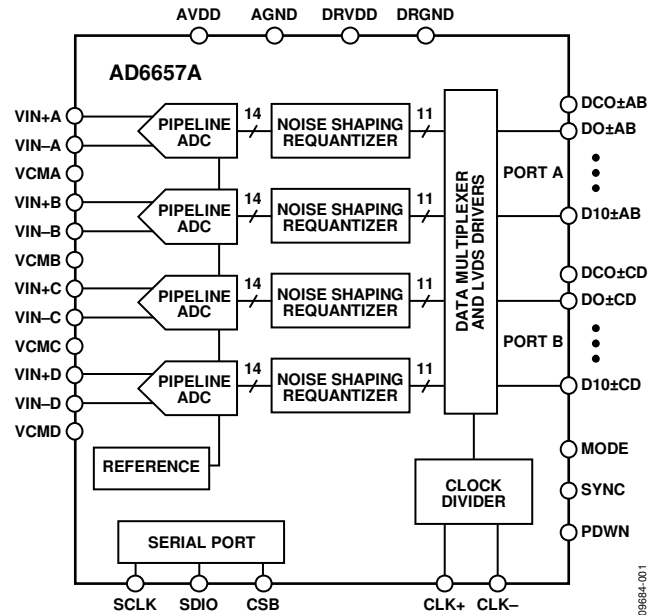 AVDD AGND DRVDD DRGND
AD6657A
VIN+A
VIN–A
VCMA
PIPELINE
ADC
14
NOISE SHAPING
REQUANTIZER
11
VIN+B
VIN–B
VCMB
PIPELINE
ADC
14
NOISE SHAPING
REQUANTIZER
11
VIN+C
VIN–C
VCMC
PIPELINE
ADC
14
NOISE SHAPING
REQUANTIZER
11
VIN+D
VIN–D
VCMD
PIPELINE
ADC
14
NOISE SHAPING
REQUANTIZER
11
DATA MULTIPLEXER
AND LVDS DRIVERS
DCO±AB
DO±AB
PORT A
D10±AB
DCO±CD
DO±CD
PORT B
D10±CD
MODE
SYNC
PDWN
REFERENCE
CLOCK
DIVIDER
SERIAL PORT
SCLK SDIO CSB CLK+ CLK–
09684-001